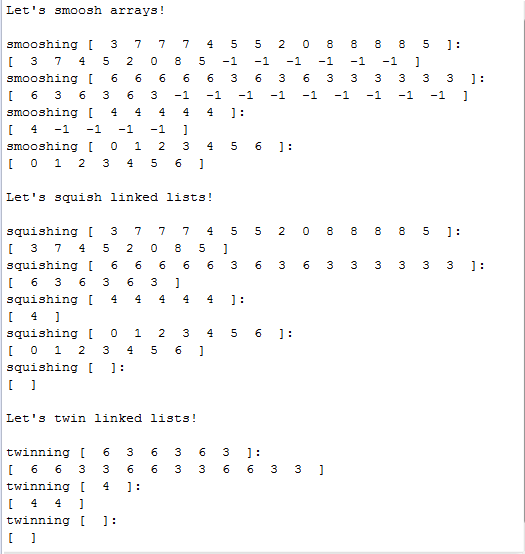 Let's smoosh arrays!
smooshing [  3  7  7  7  4  5  5  2  0  8  8  8  8  5  ]:
[  3  7  4  5  2  0  8  5  -1  -1  -1  -1  -1  -1  ]
smooshing [  6  6  6  6  6  3  6  3  6  3  3  3  3  3  3  ]:
[  6  3  6  3  6  3  -1  -1  -1  -1  -1  -1  -1  -1  -1  ]
smooshing [  4  4  4  4  4  ]:
[  4  -1  -1  -1  -1  ]
smooshing [  0  1  2  3  4  5  6  ]:
[  0  1  2  3  4  5  6  ]
Let's squish linked lists!
squishing [  3  7  7  7  4  5  5  2  0  8  8  8  8  5  ]:
[  3  7  4  5  2  0  8  5  ]
squishing [  6  6  6  6  6  3  6  3  6  3  3  3  3  3  3  ]:
[  6  3  6  3  6  3  ]
squishing [  4  4  4  4  4  ]:
[  4  ]
squishing [  0  1  2  3  4  5  6  ]:
[  0  1  2  3  4  5  6  ]
squishing [  ]:
[  ]
Let's twin linked lists!
twinning [  6  3  6  3  6  3  ]:
[  6  6  3  3  6  6  3  3  6  6  3  3  ]
twinning [  4  ]:
[  4  4  ]
twinning [  ]:
[  ]